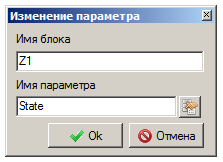 Изменение параметра
Имя блока
Z1
Имя параметра
State
Ok
Отмена